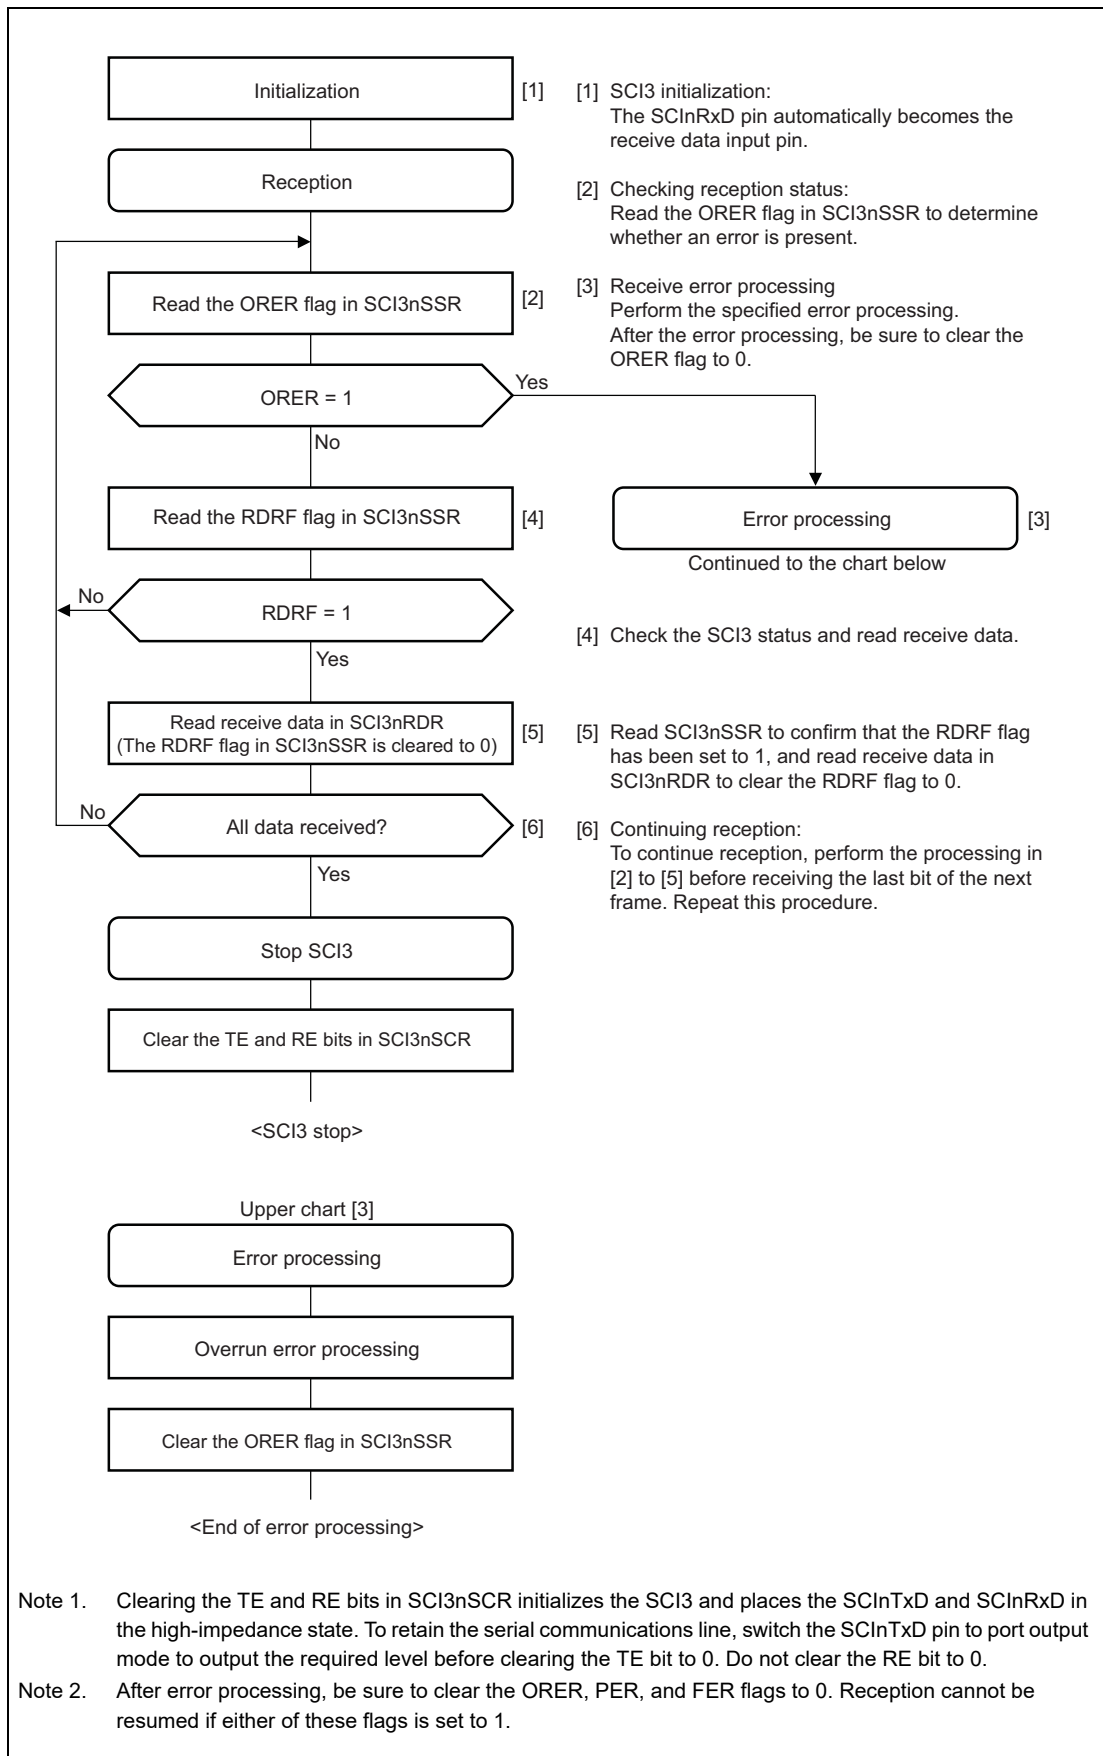 Initialization
[1]
[1] SCI3 initialization:
The SCInRxD pin automatically becomes the
receive data input pin.
Reception
[2] Checking reception status:
Read the ORER flag in SCI3nSSR to determine
whether an error is present.
Read the ORER flag in SCI3nSSR
[2]
[3] Receive error processing
Perform the specified error processing.
After the error processing, be sure to clear the
ORER flag to 0.
ORER = 1
Yes
No
Read the RDRF flag in SCI3nSSR
[4]
Error processing
[3]
Continued to the chart below
No
RDRF = 1
[4] Check the SCI3 status and read receive data.
Yes
Read receive data in SCI3nRDR
(The RDRF flag in SCI3nSSR is cleared to 0)
[5]
[5] Read SCI3nSSR to confirm that the RDRF flag
has been set to 1, and read receive data in
SCI3nRDR to clear the RDRF flag to 0.
No
All data received?
[6]
[6] Continuing reception:
To continue reception, perform the processing in
[2] to [5] before receiving the last bit of the next
frame. Repeat this procedure.
Yes
Stop SCI3
Clear the TE and RE bits in SCI3nSCR
<SCI3 stop>
Upper chart [3]
Error processing
Overrun error processing
Clear the ORER flag in SCI3nSSR
<End of error processing>
Note 1. Clearing the TE and RE bits in SCI3nSCR initializes the SCI3 and places the SCInTxD and SCInRxD in
the high-impedance state. To retain the serial communications line, switch the SCInTxD pin to port output
mode to output the required level before clearing the TE bit to 0. Do not clear the RE bit to 0.
Note 2. After error processing, be sure to clear the ORER, PER, and FER flags to 0. Reception cannot be
resumed if either of these flags is set to 1.